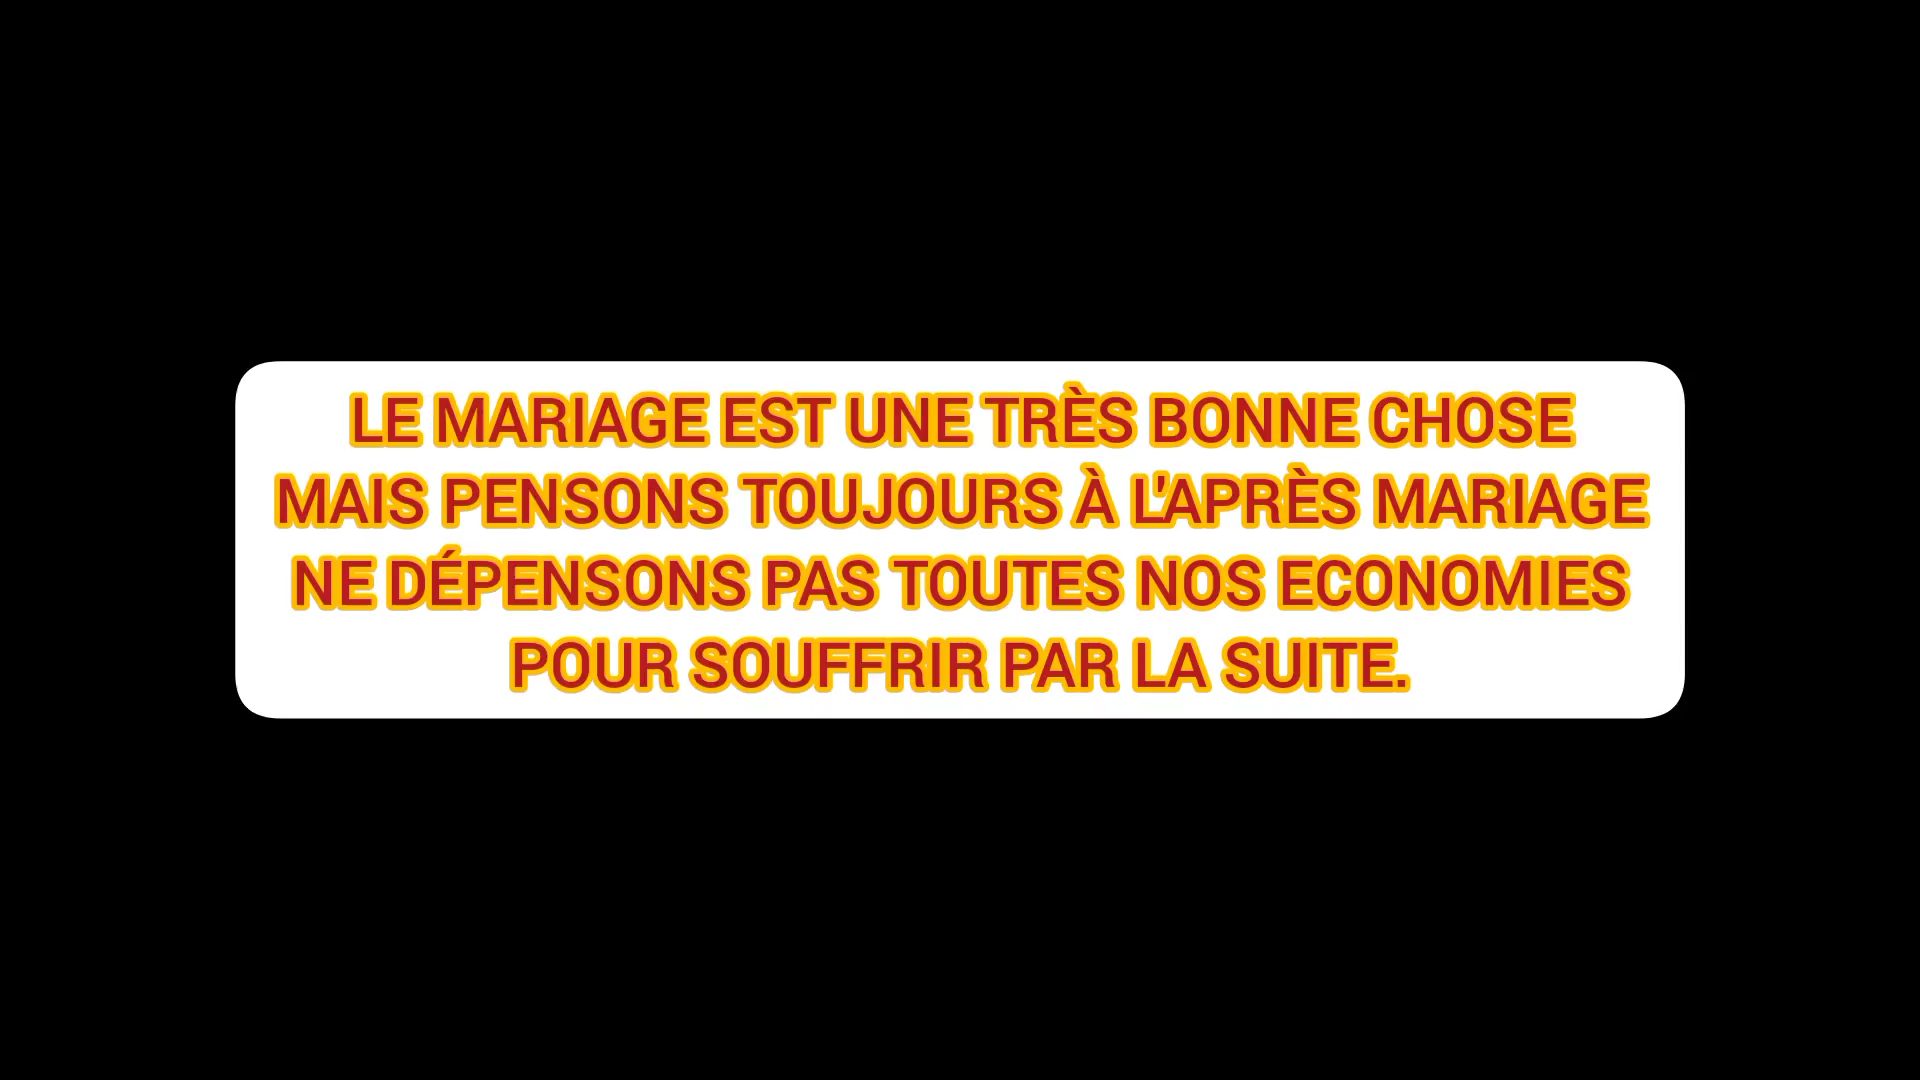 LE MARIAGE EST UNE TRÈS BONNE CHOSE
MAIS PENSONS TOUJOURS À L'APRÈS MARIAGE
NE DÉPENSONS PAS TOUTES NOS ECONOMIES
POUR SOUFFRIR PAR LA SUITE.